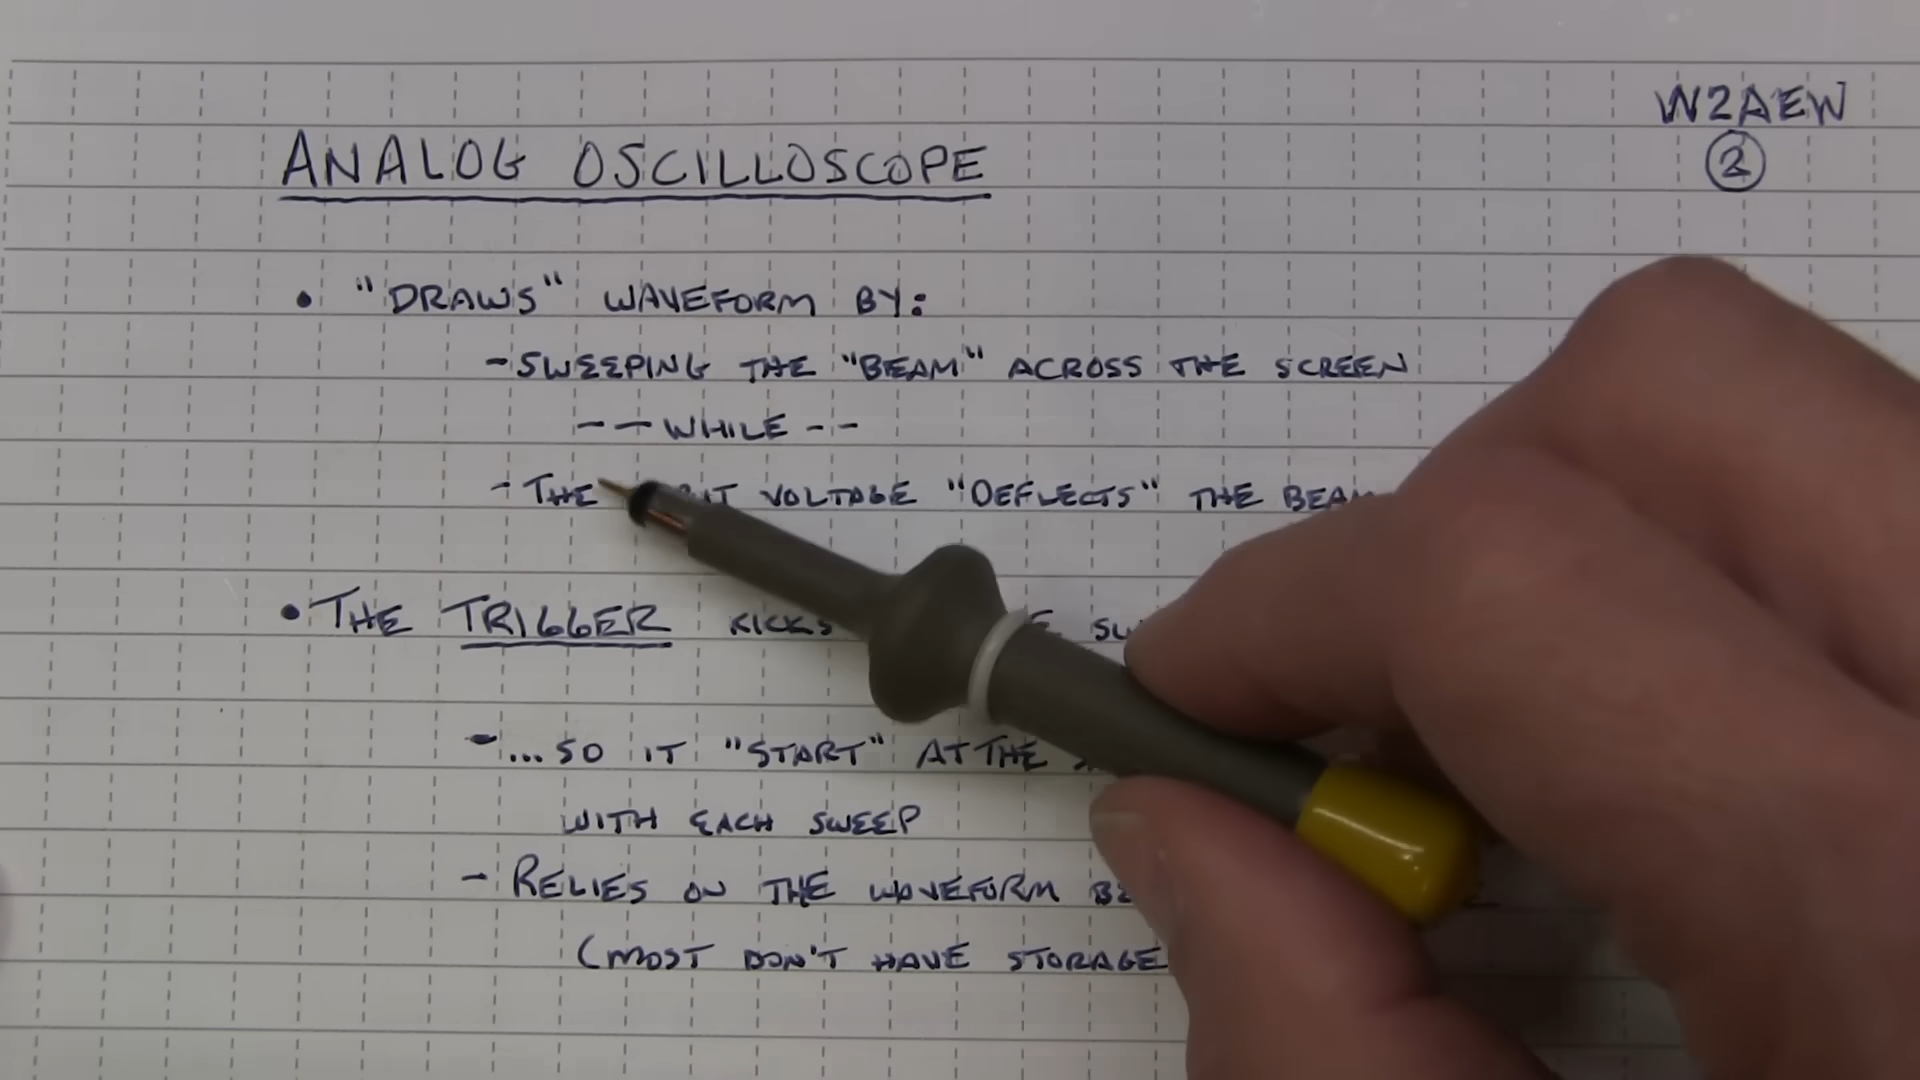 W2AEW
2
ANALOG OSCILLOSCOPE
• "DRAWS" WAVEFORM BY:
- SWEEPING THE "BEAM" ACROSS THE SCREEN
-- WHILE --
- THE VOLTAGE "DEFLECTS" THE BEAM
• THE TRIGGER KICKS
- ...SO IT "START" AT THE
WITH EACH SWEEP
- RELIES ON THE WAVEFORM
(MOST DON'T HAVE STORAGE